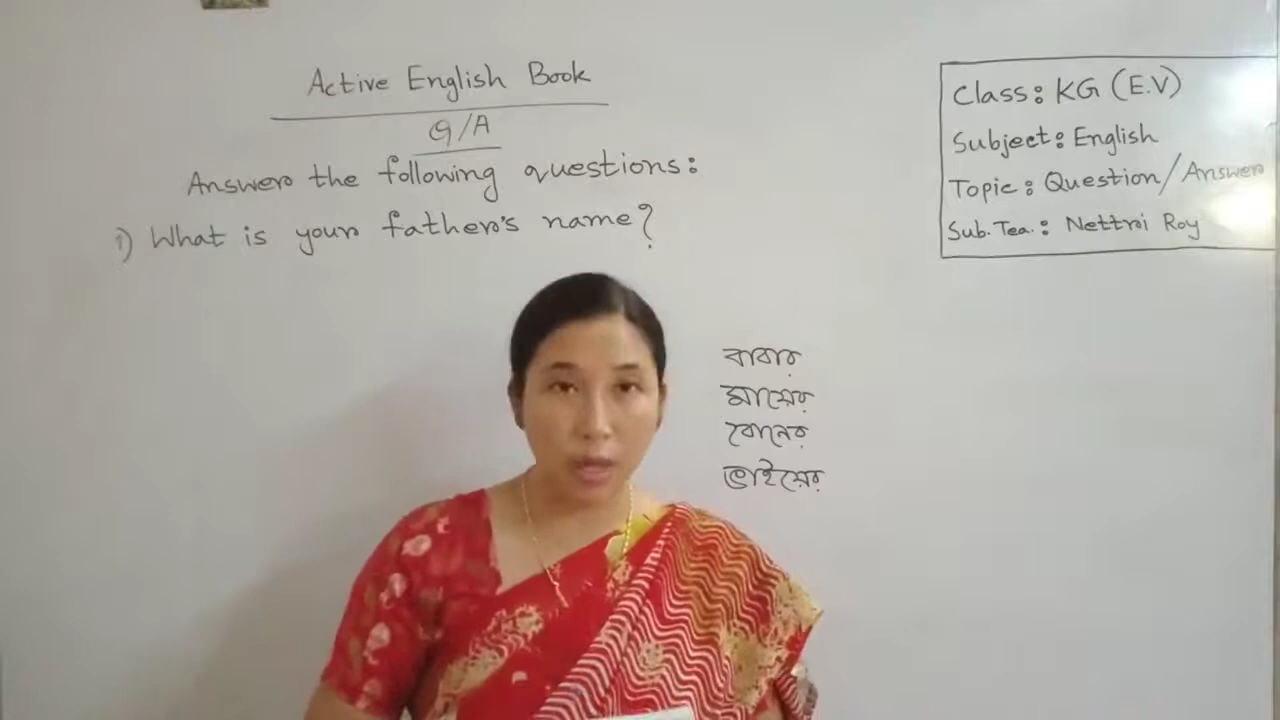 Active English Book
Q/A
Answer the following questions:
1) What is your father's name?
Class: KG (E.V)
Subject: English
Topic: Question/Answer
Sub. Tea.: Nettroi Roy
বাবার
মায়ের
বোনের
ভাইয়ের